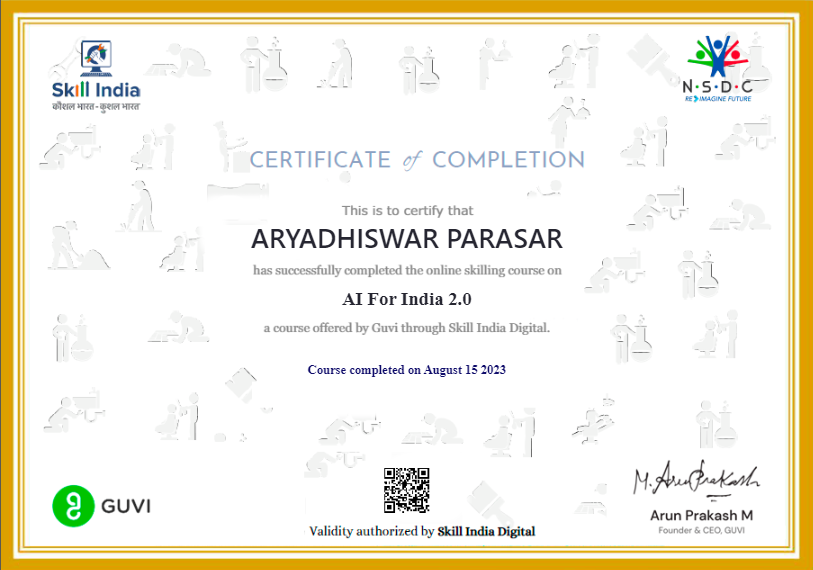 Skill India
कौशल भारत - कुशल भारत
N·S·D·C
RE IMAGINE FUTURE
CERTIFICATE of COMPLETION
This is to certify that
ARYADHISWAR PARASAR
has successfully completed the online skilling course on
AI For India 2.0
a course offered by Guvi through Skill India Digital.
Course completed on August 15 2023
GUVI
Validity authorized by Skill India Digital
M. Arun Prakash
Arun Prakash M
Founder & CEO, GUVI